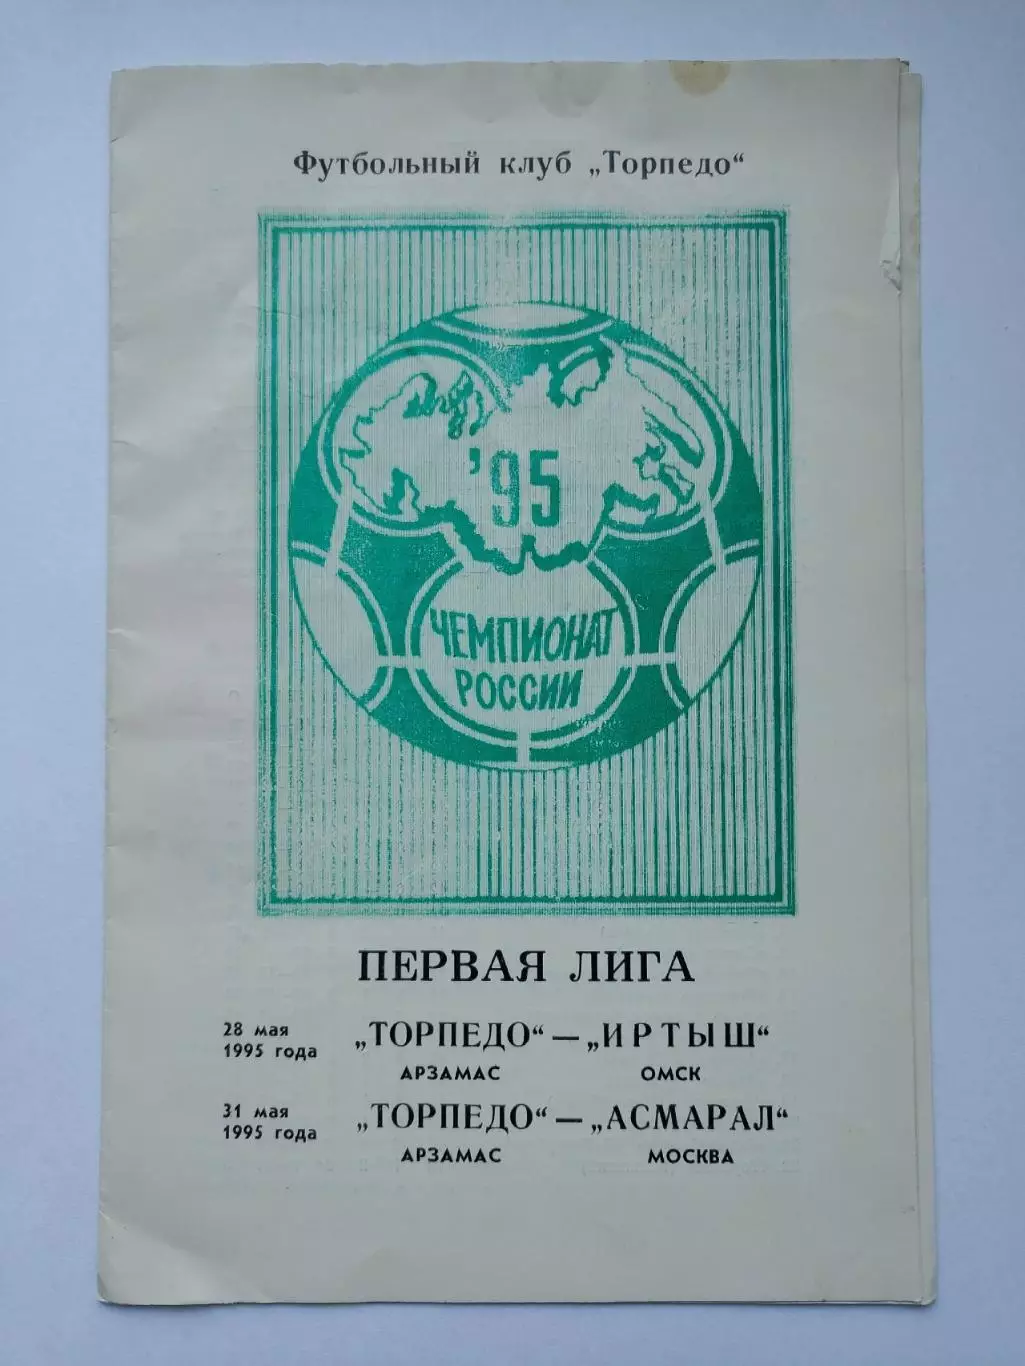 Футбольный клуб „Торпедо“
'95
ЧЕМПИОНАТ
РОССИИ
ПЕРВАЯ ЛИГА
28 мая
1995 года
„ТОРПЕДО“ — „ИРТЫШ“
АРЗАМАС ОМСК
31 мая
1995 года
„ТОРПЕДО“ — „АСМАРАЛ“
АРЗАМАС МОСКВА